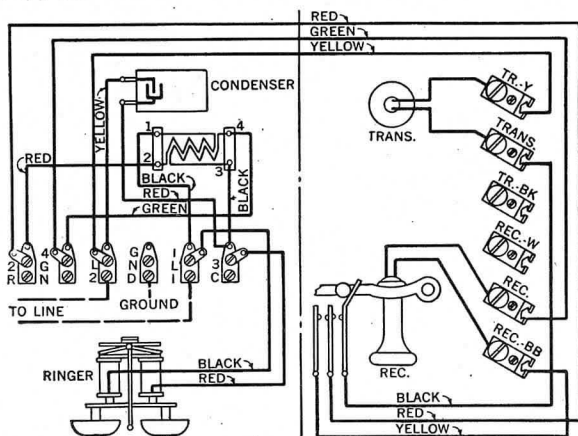 RED
GREEN
YELLOW
CONDENSER
YELLOW
1 4
2 3
RED
BLACK
RED
GREEN
BLACK
TRANS.
TR.-Y
TRANS.
TR.-BK
REC.-W
REC.
REC.-BB
C 2 R
4 G N
L 2
G N D
1 L 1
3 C
TO LINE
GROUND
RINGER
BLACK
RED
REC.
BLACK
RED
YELLOW